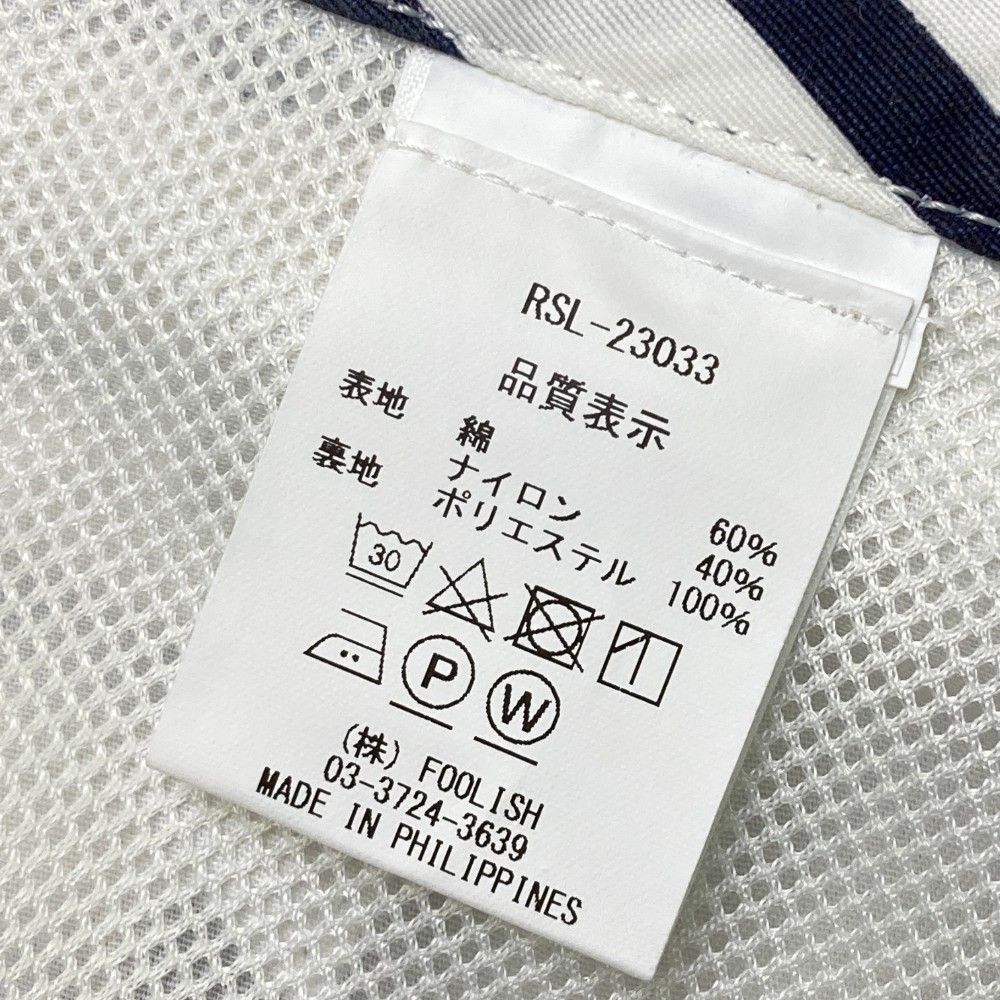 RSL-23033
品質表示
表地 綿 60%
ナイロン 40%
裏地 ポリエステル 100%
30
P W
(株) FOOLISH
03-3724-3639
MADE IN PHILIPPINES